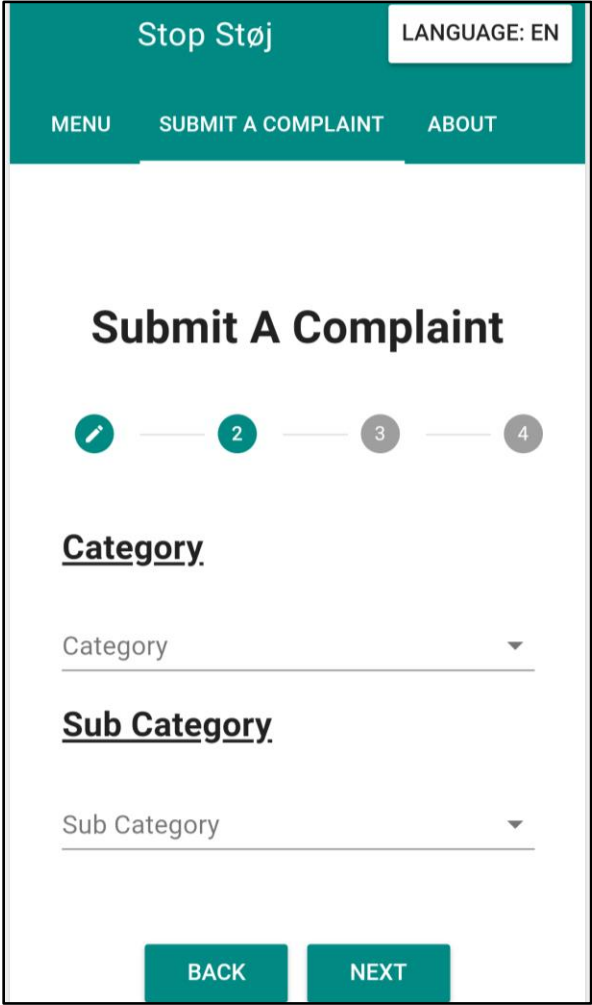 Stop Støj LANGUAGE: EN
MENU SUBMIT A COMPLAINT ABOUT
Submit A Complaint
2 3 4
Category
Category
Sub Category
Sub Category
BACK NEXT